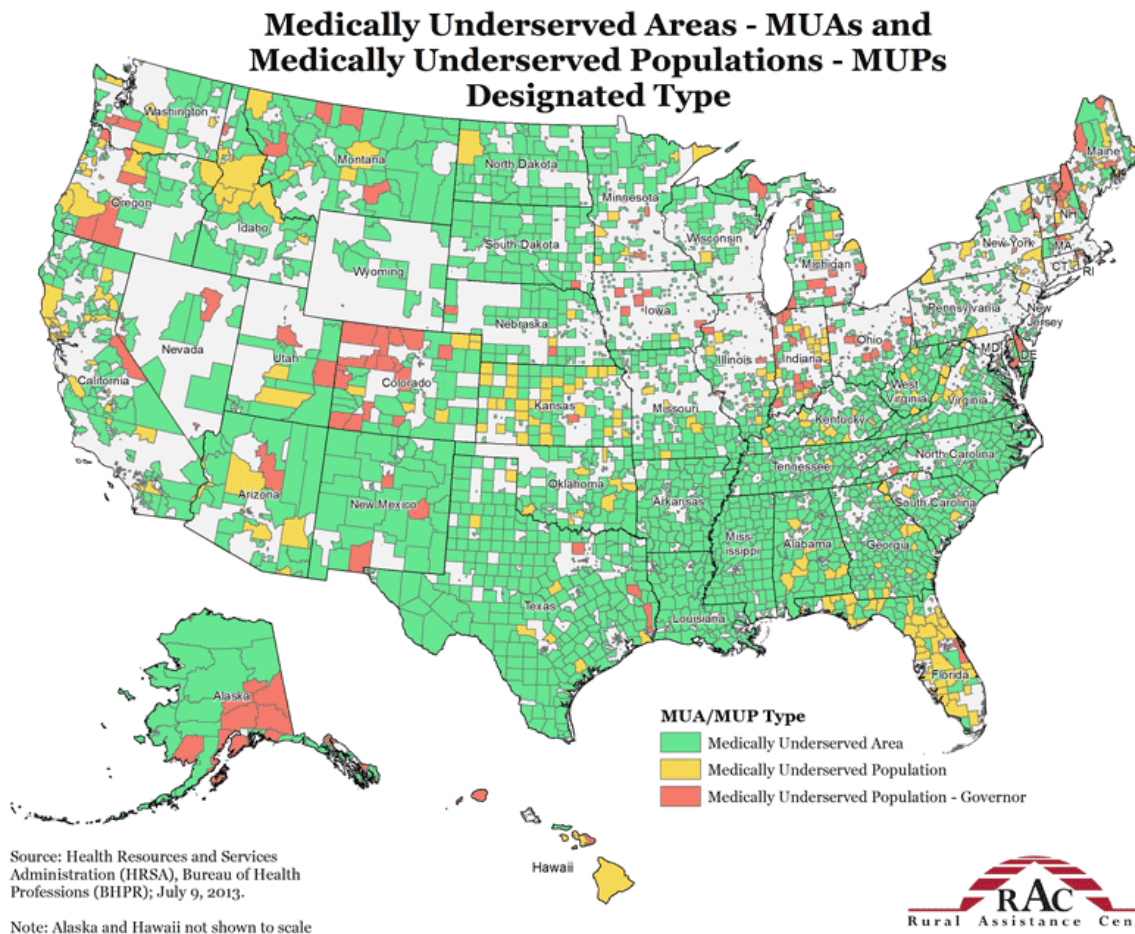 Medically Underserved Areas - MUAs and
Medically Underserved Populations - MUPs
Designated Type
Washington
Montana
North Dakota
Minnesota
Maine
Oregon
Idaho
South Dakota
Wisconsin
Michigan
VT
NH
New York
MA
CT
RI
Wyoming
Iowa
Nebraska
Pennsylvania
New
Jersey
Nevada
Utah
Colorado
Illinois
Indiana
Ohio
MD
DE
California
Kansas
Missouri
West
Virginia
Virginia
Kentucky
Arizona
New Mexico
Oklahoma
Arkansas
Tennessee
North Carolina
South Carolina
Miss-
issippi
Alabama
Georgia
Texas
Louisiana
Florida
Alaska
Hawaii
MUA/MUP Type
Medically Underserved Area
Medically Underserved Population
Medically Underserved Population - Governor
Source: Health Resources and Services
Administration (HRSA), Bureau of Health
Professions (BHPR); July 9, 2013.
Note: Alaska and Hawaii not shown to scale
RAC
Rural Assistance Cen